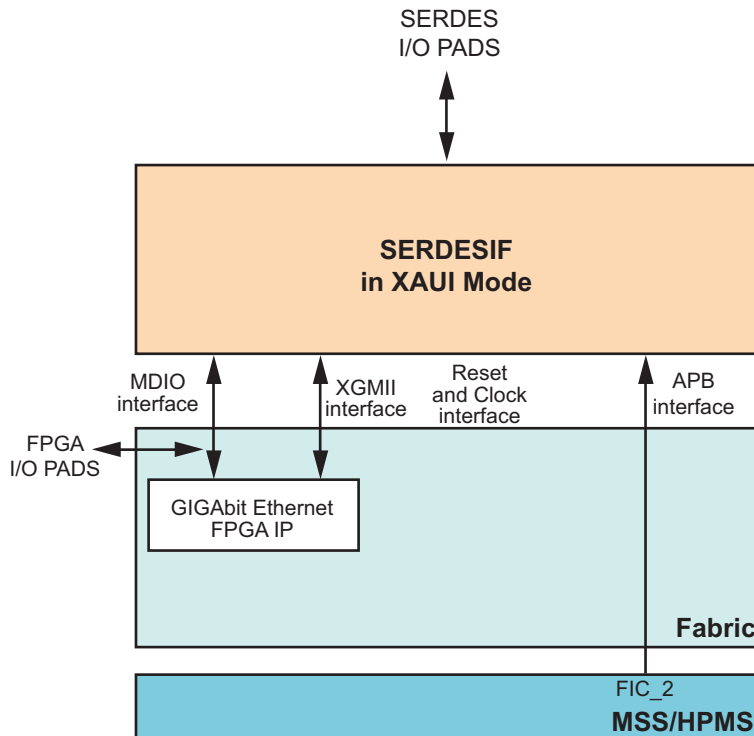 SERDES
I/O PADS
SERDESIF
in XAUI Mode
MDIO
interface
XGMII
interface
Reset
and Clock
interface
APB
interface
FPGA
I/O PADS
GIGAbit Ethernet
FPGA IP
Fabric
FIC_2
MSS/HPMS